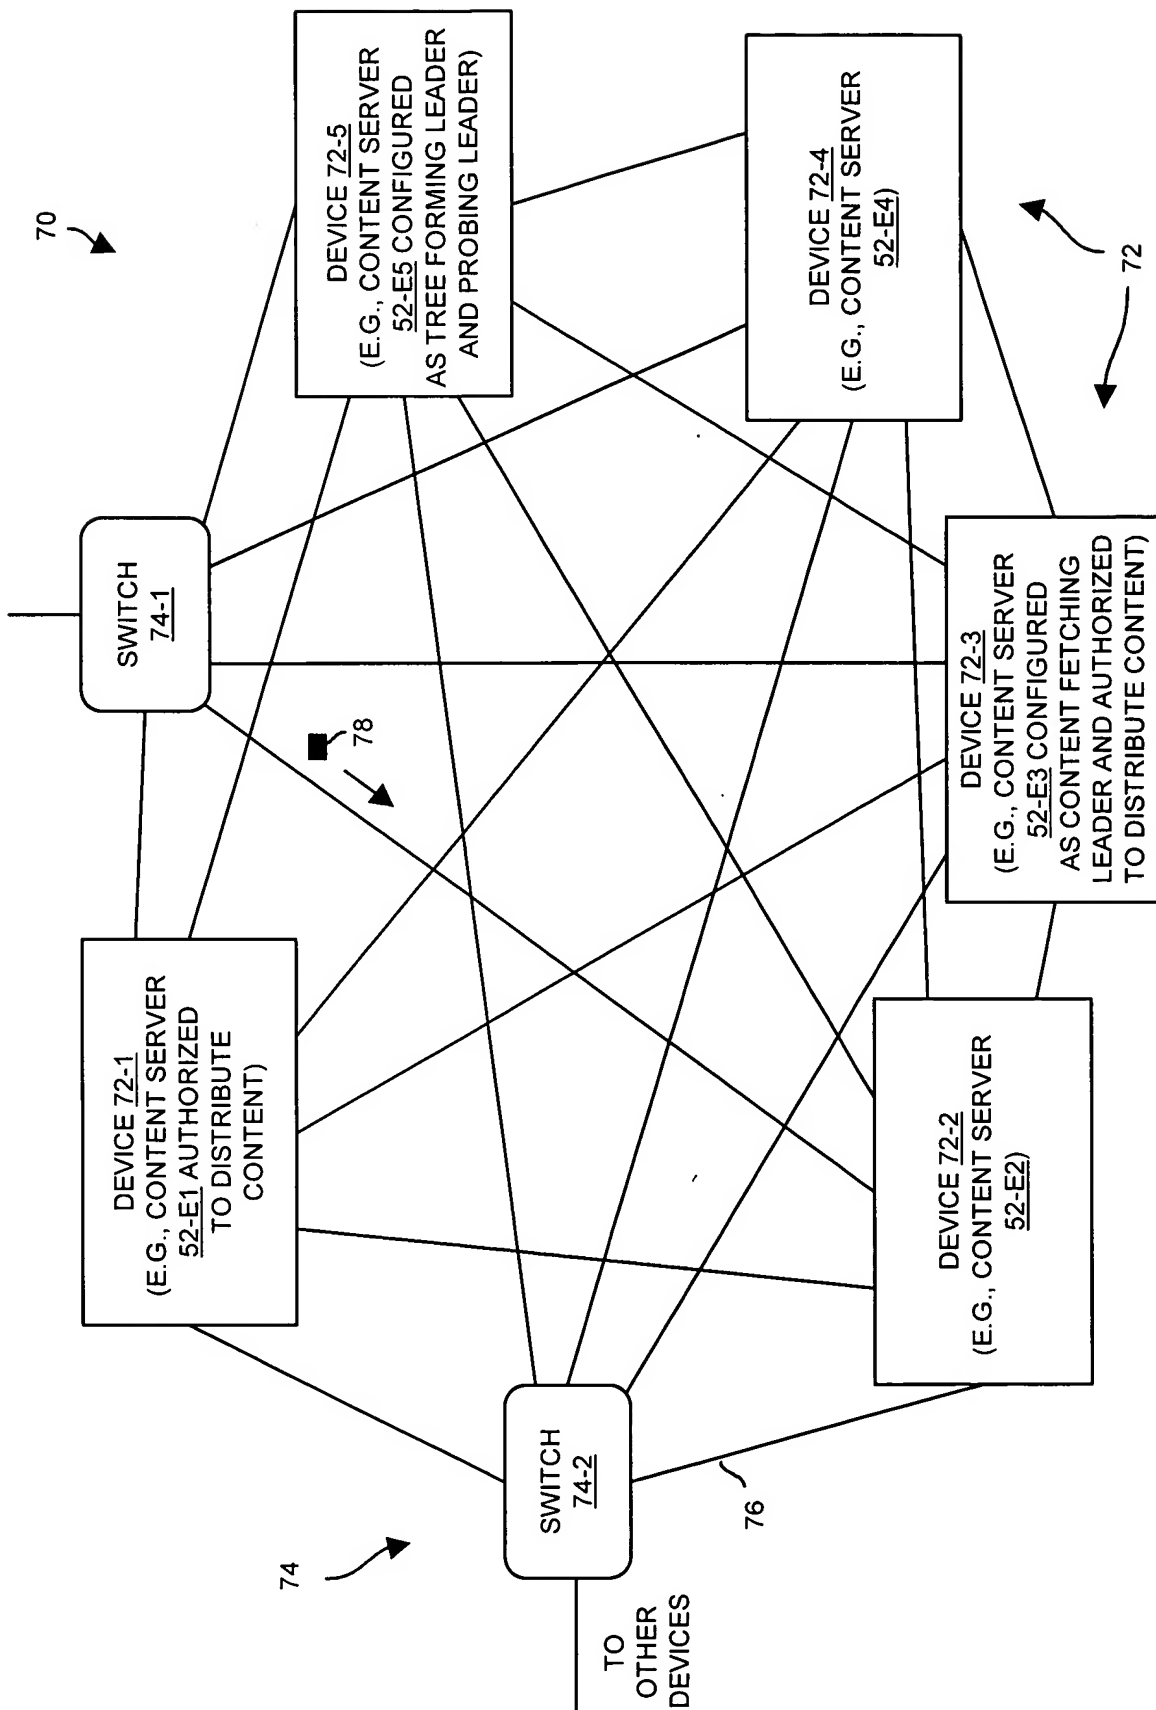 70
DEVICE 72-5
(E.G., CONTENT SERVER
52-E5 CONFIGURED
AS TREE FORMING LEADER
AND PROBING LEADER)
SWITCH
74-1
DEVICE 72-4
(E.G., CONTENT SERVER
52-E4)
72
78
DEVICE 72-1
(E.G., CONTENT SERVER
52-E1 AUTHORIZED
TO DISTRIBUTE
CONTENT)
DEVICE 72-3
(E.G., CONTENT SERVER
52-E3 CONFIGURED
AS CONTENT FETCHING
LEADER AND AUTHORIZED
TO DISTRIBUTE CONTENT)
DEVICE 72-2
(E.G., CONTENT SERVER
52-E2)
SWITCH
74-2
74
76
TO
OTHER
DEVICES